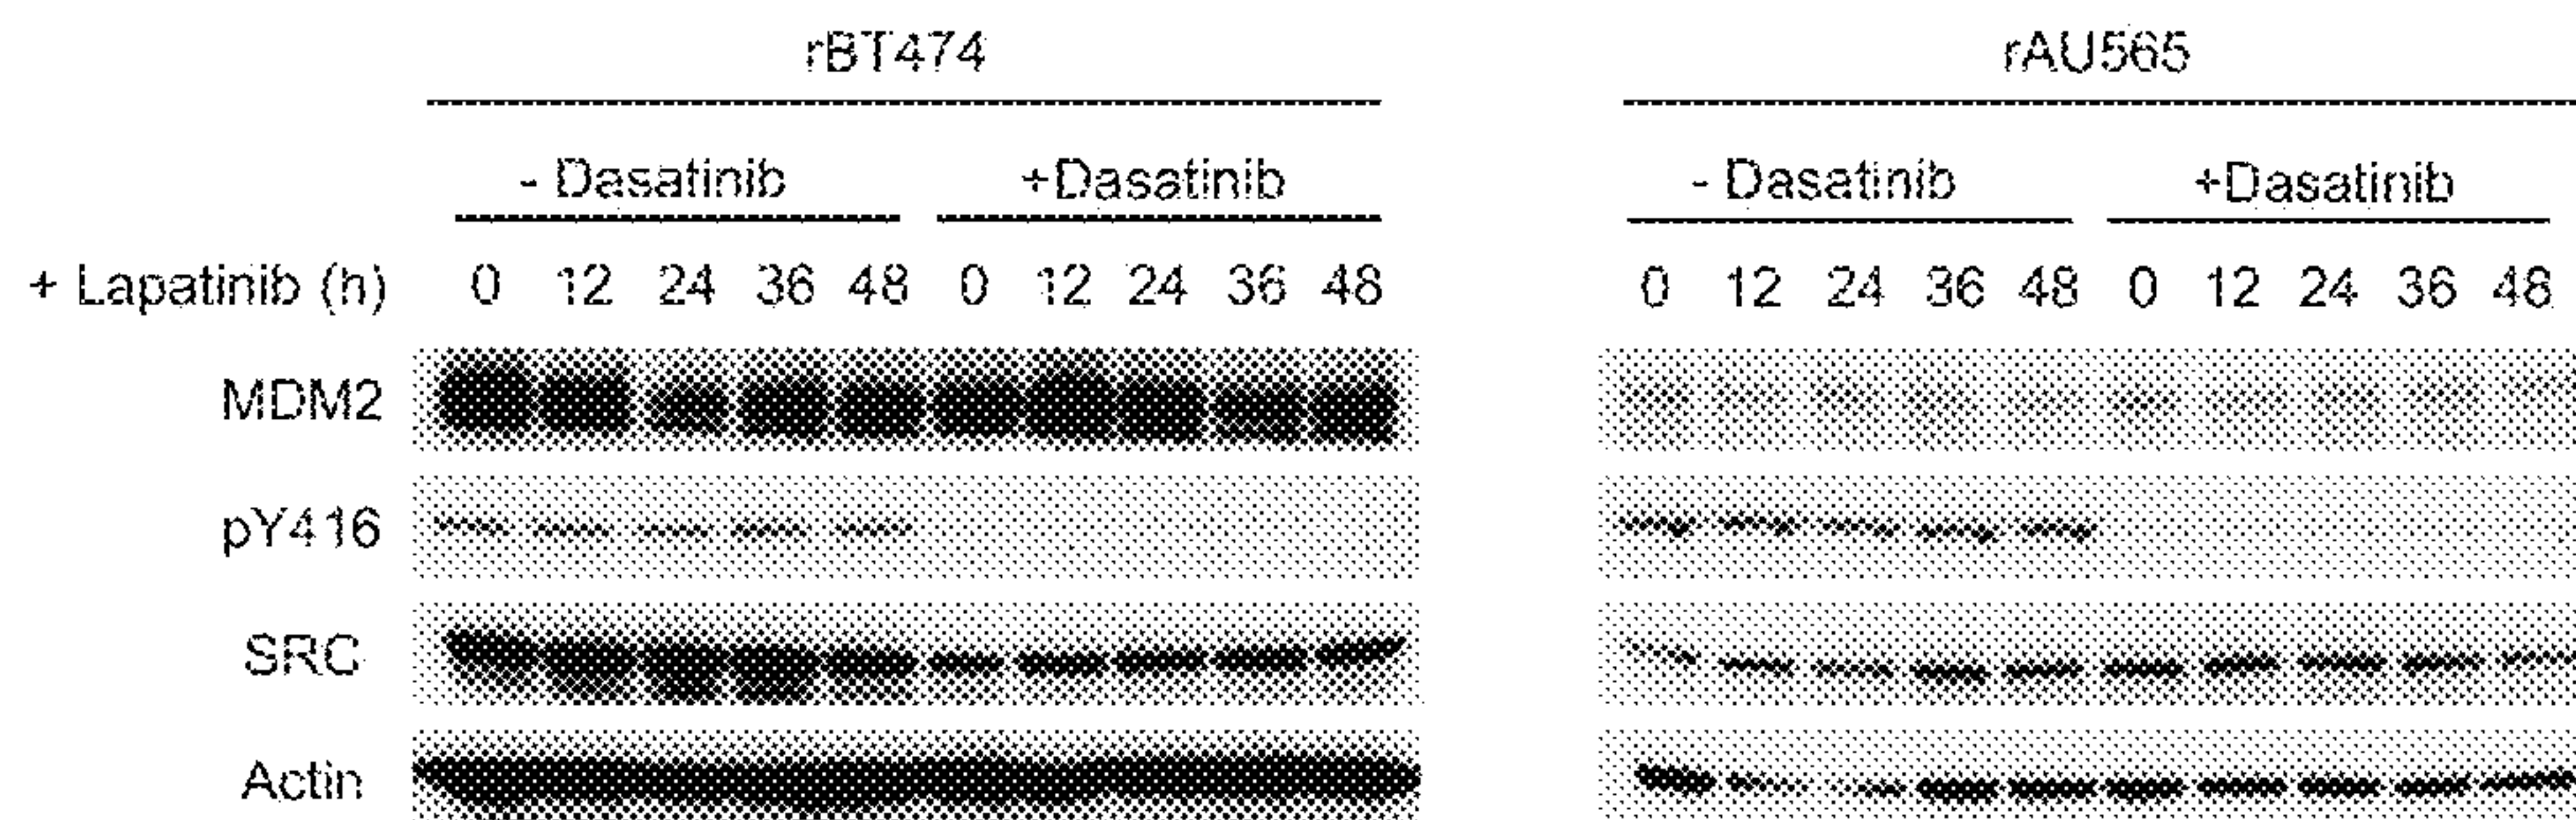 rBT474 rAU565
- Dasatinib +Dasatinib - Dasatinib +Dasatinib
+ Lapatinib (h) 0 12 24 36 48 0 12 24 36 48 0 12 24 36 48 0 12 24 36 48
MDM2
pY416
SRC
Actin